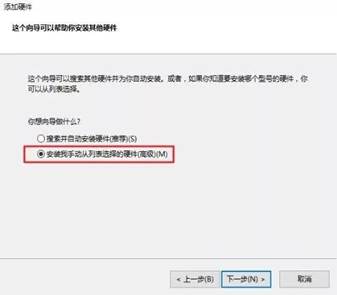 添加硬件
这个向导可以帮助你安装其他硬件
这个向导可以搜索其他硬件并为你自动安装。或者，如果你知道要安装哪个型号的硬件，你
可以从列表选择。
你想向导做什么?
搜索并自动安装硬件(推荐)(S)
安装我手动从列表选择的硬件(高级)(M)
< 上一步(B) 下一步(N) > 取消